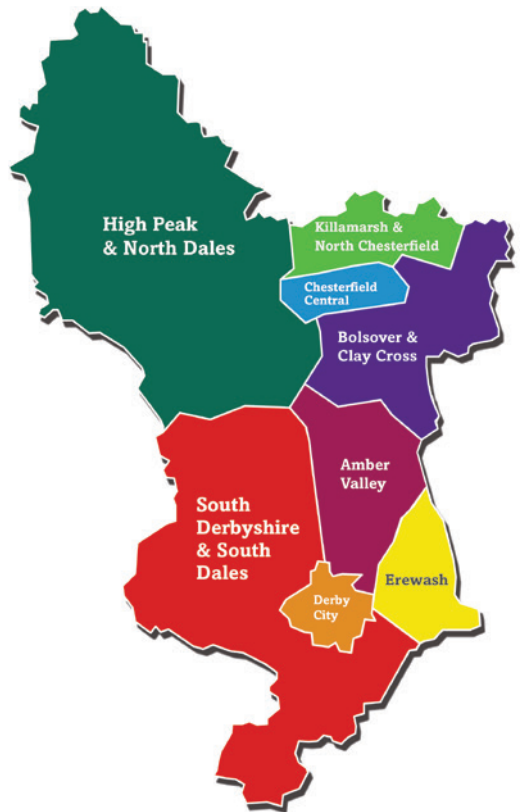 High Peak
& North Dales
Killamarsh &
North Chesterfield
Chesterfield
Central
Bolsover &
Clay Cross
Amber
Valley
South
Derbyshire
& South
Dales
Erewash
Derby
City